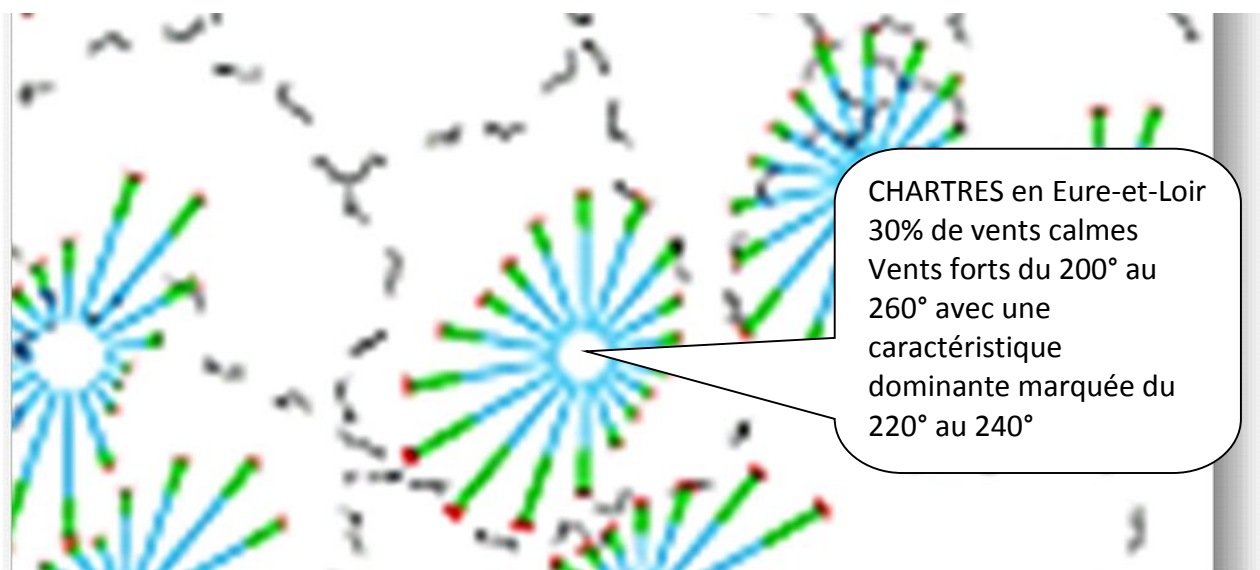 CHARTRES en Eure-et-Loir
30% de vents calmes
Vents forts du 200° au
260° avec une
caractéristique
dominante marquée du
220° au 240°